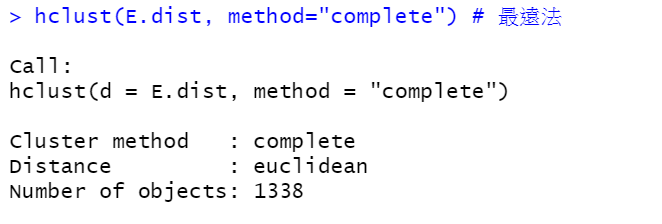 > hclust(E.dist, method="complete") # 最遠法
Call:
hclust(d = E.dist, method = "complete")
Cluster method   : complete
Distance         : euclidean
Number of objects: 1338